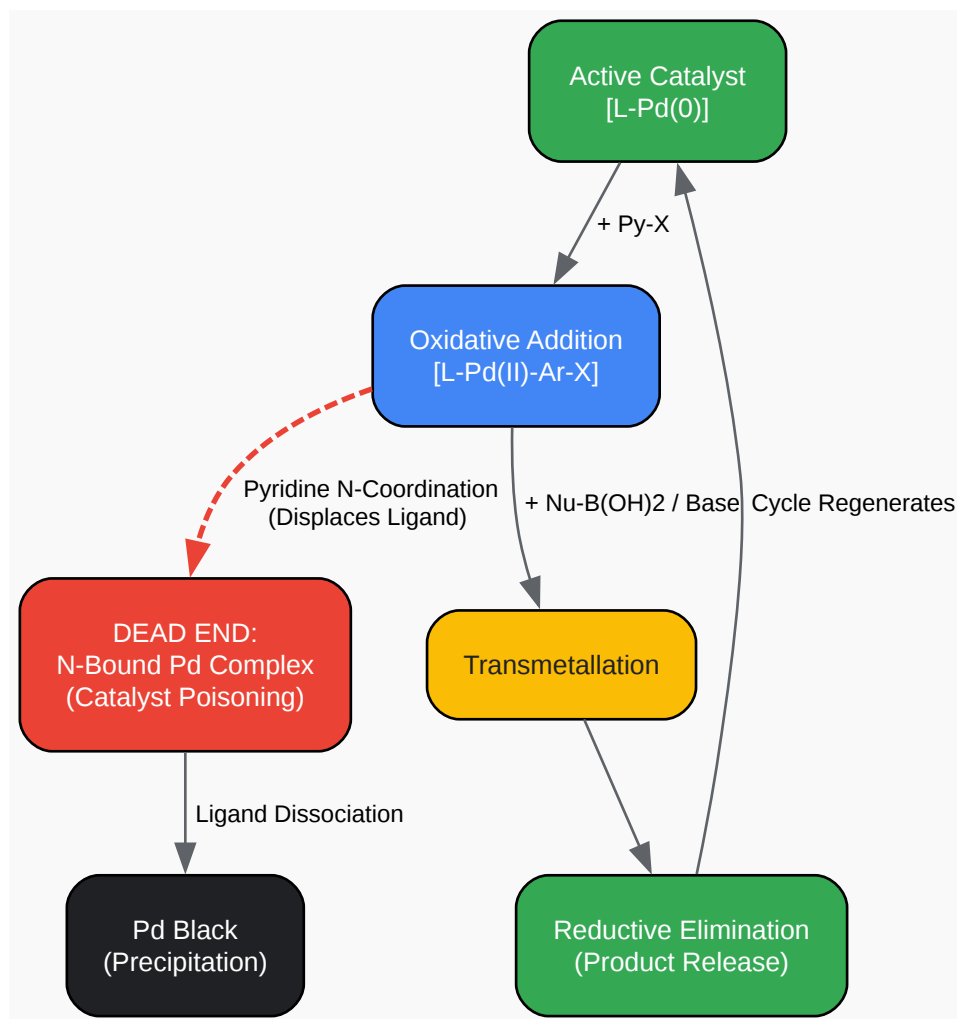 Active Catalyst
[L-Pd(0)]
+ Py-X
Oxidative Addition
[L-Pd(II)-Ar-X]
Pyridine N-Coordination
(Displaces Ligand)
+ Nu-B(OH)2 / Base
Cycle Regenerates
DEAD END:
N-Bound Pd Complex
(Catalyst Poisoning)
Transmetallation
Ligand Dissociation
Pd Black
(Precipitation)
Reductive Elimination
(Product Release)